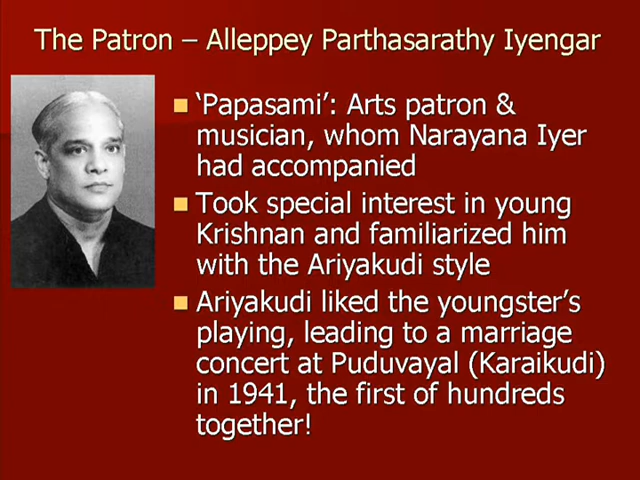 The Patron – Alleppey Parthasarathy Iyengar
‘Papasami’: Arts patron &
musician, whom Narayana Iyer
had accompanied
Took special interest in young
Krishnan and familiarized him
with the Ariyakudi style
Ariyakudi liked the youngster’s
playing, leading to a marriage
concert at Puduvayal (Karaikudi)
in 1941, the first of hundreds
together!